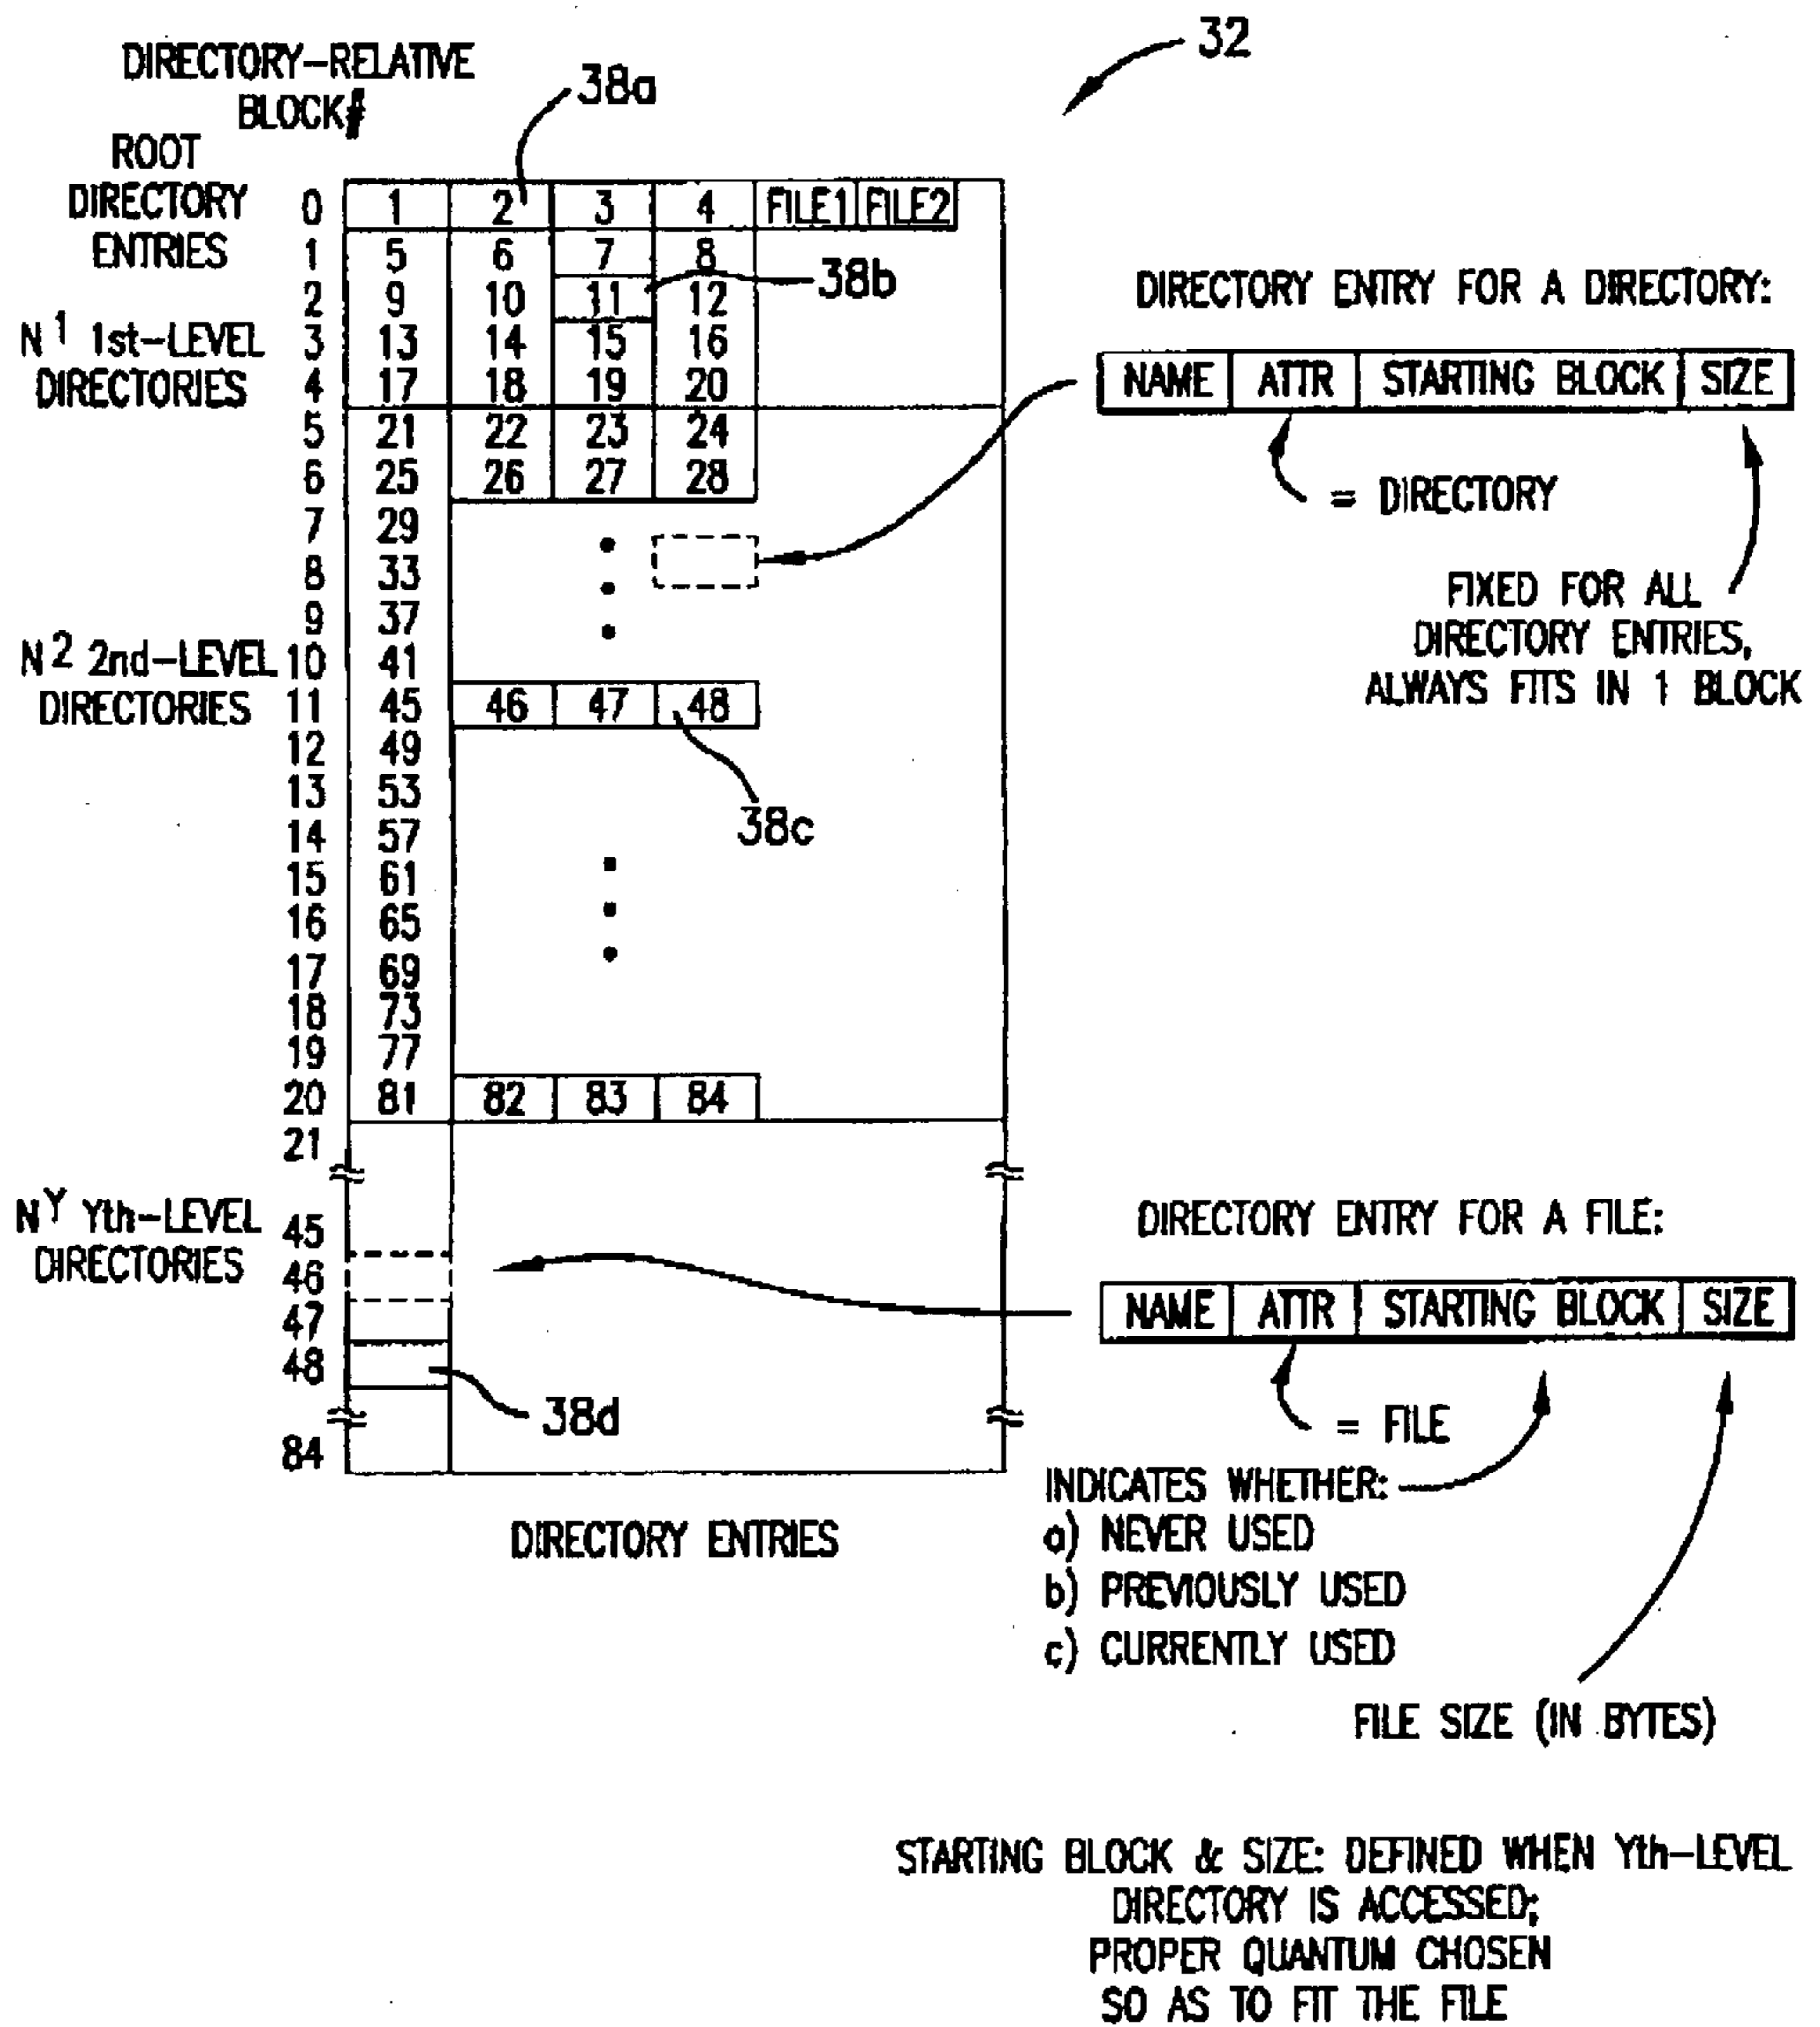 32
DIRECTORY-RELATIVE
BLOCK#
38a
ROOT
DIRECTORY
ENTRIES
0 1 2 3 4 FILE1 FILE2
1 5 6 7 8
38b
2 9 10 11 12
N1 1st-LEVEL
DIRECTORIES
3 13 14 15 16
4 17 18 19 20
5 21 22 23 24
6 25 26 27 28
7 29
8 33
9 37
N2 2nd-LEVEL
DIRECTORIES
10 41
11 45 46 47 48
12 49
13 53
38c
14 57
15 61
16 65
17 69
18 73
19 77
20 81 82 83 84
21
NY Yth-LEVEL
DIRECTORIES
45
46
47
48
38d
84
DIRECTORY ENTRIES
DIRECTORY ENTRY FOR A DIRECTORY:
NAME ATTR STARTING BLOCK SIZE
= DIRECTORY
FIXED FOR ALL
DIRECTORY ENTRIES,
ALWAYS FITS IN 1 BLOCK
DIRECTORY ENTRY FOR A FILE:
NAME ATTR STARTING BLOCK SIZE
= FILE
INDICATES WHETHER:
a) NEVER USED
b) PREVIOUSLY USED
c) CURRENTLY USED
FILE SIZE (IN BYTES)
STARTING BLOCK & SIZE: DEFINED WHEN Yth-LEVEL
DIRECTORY IS ACCESSED;
PROPER QUANTUM CHOSEN
SO AS TO FIT THE FILE